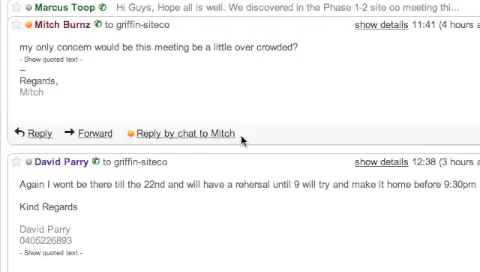 Marcus Toop Hi Guys, Hope all is well. We discovered in the Phase 1-2 site co meeting thi...
Mitch Burnz to griffin-siteco show details 11:41 (4 hours a
my only concern would be this meeting be a little over crowded?
- Show quoted text -
--
Regards,
Mitch
Reply Forward Reply by chat to Mitch
David Parry to griffin-siteco show details 12:38 (3 hours a
Again I wont be there till the 22nd and will have a rehersal until 9 will try and make it home before 9:30pm
Kind Regards
David Parry
0405226893
- Show quoted text -